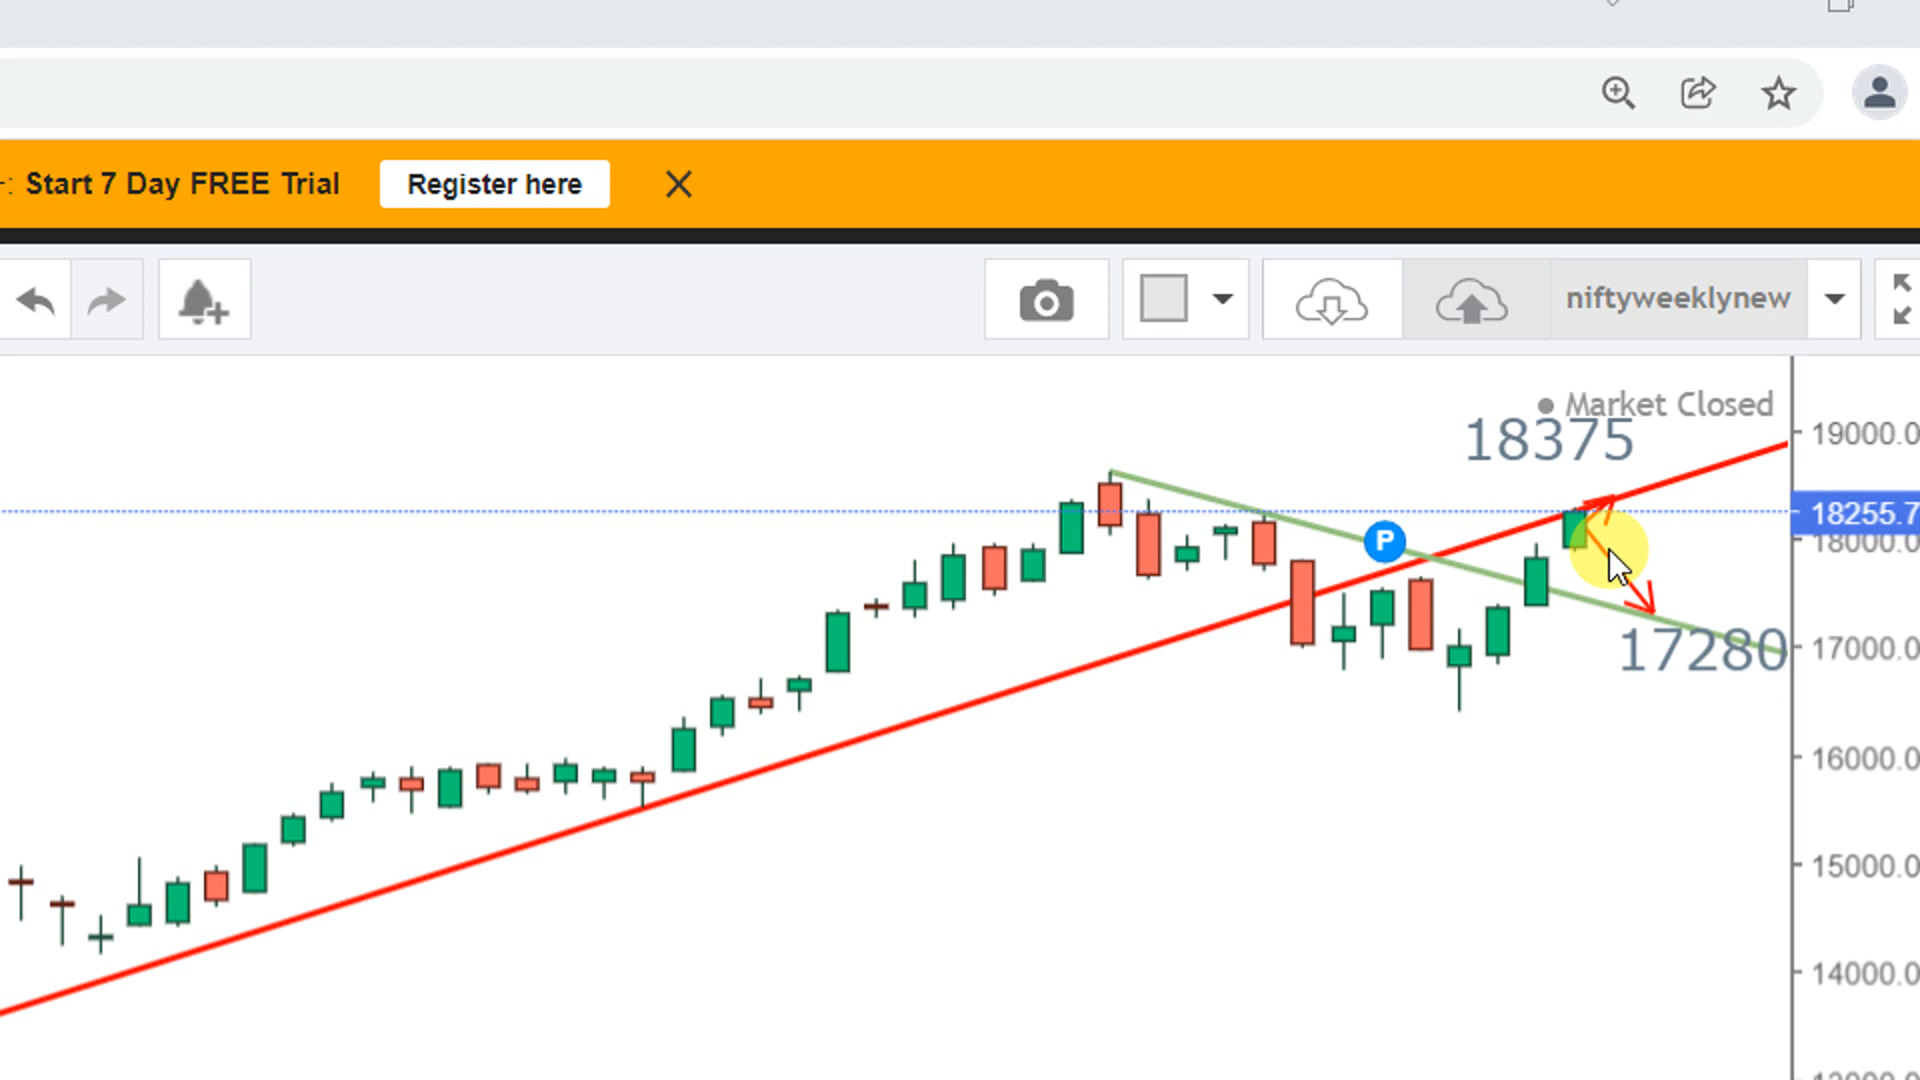 -: Start 7 Day FREE Trial Register here
niftyweeklynew
Market Closed
18375
19000.0
18255.7
18000.0
P
17280
17000.0
16000.0
15000.0
14000.0